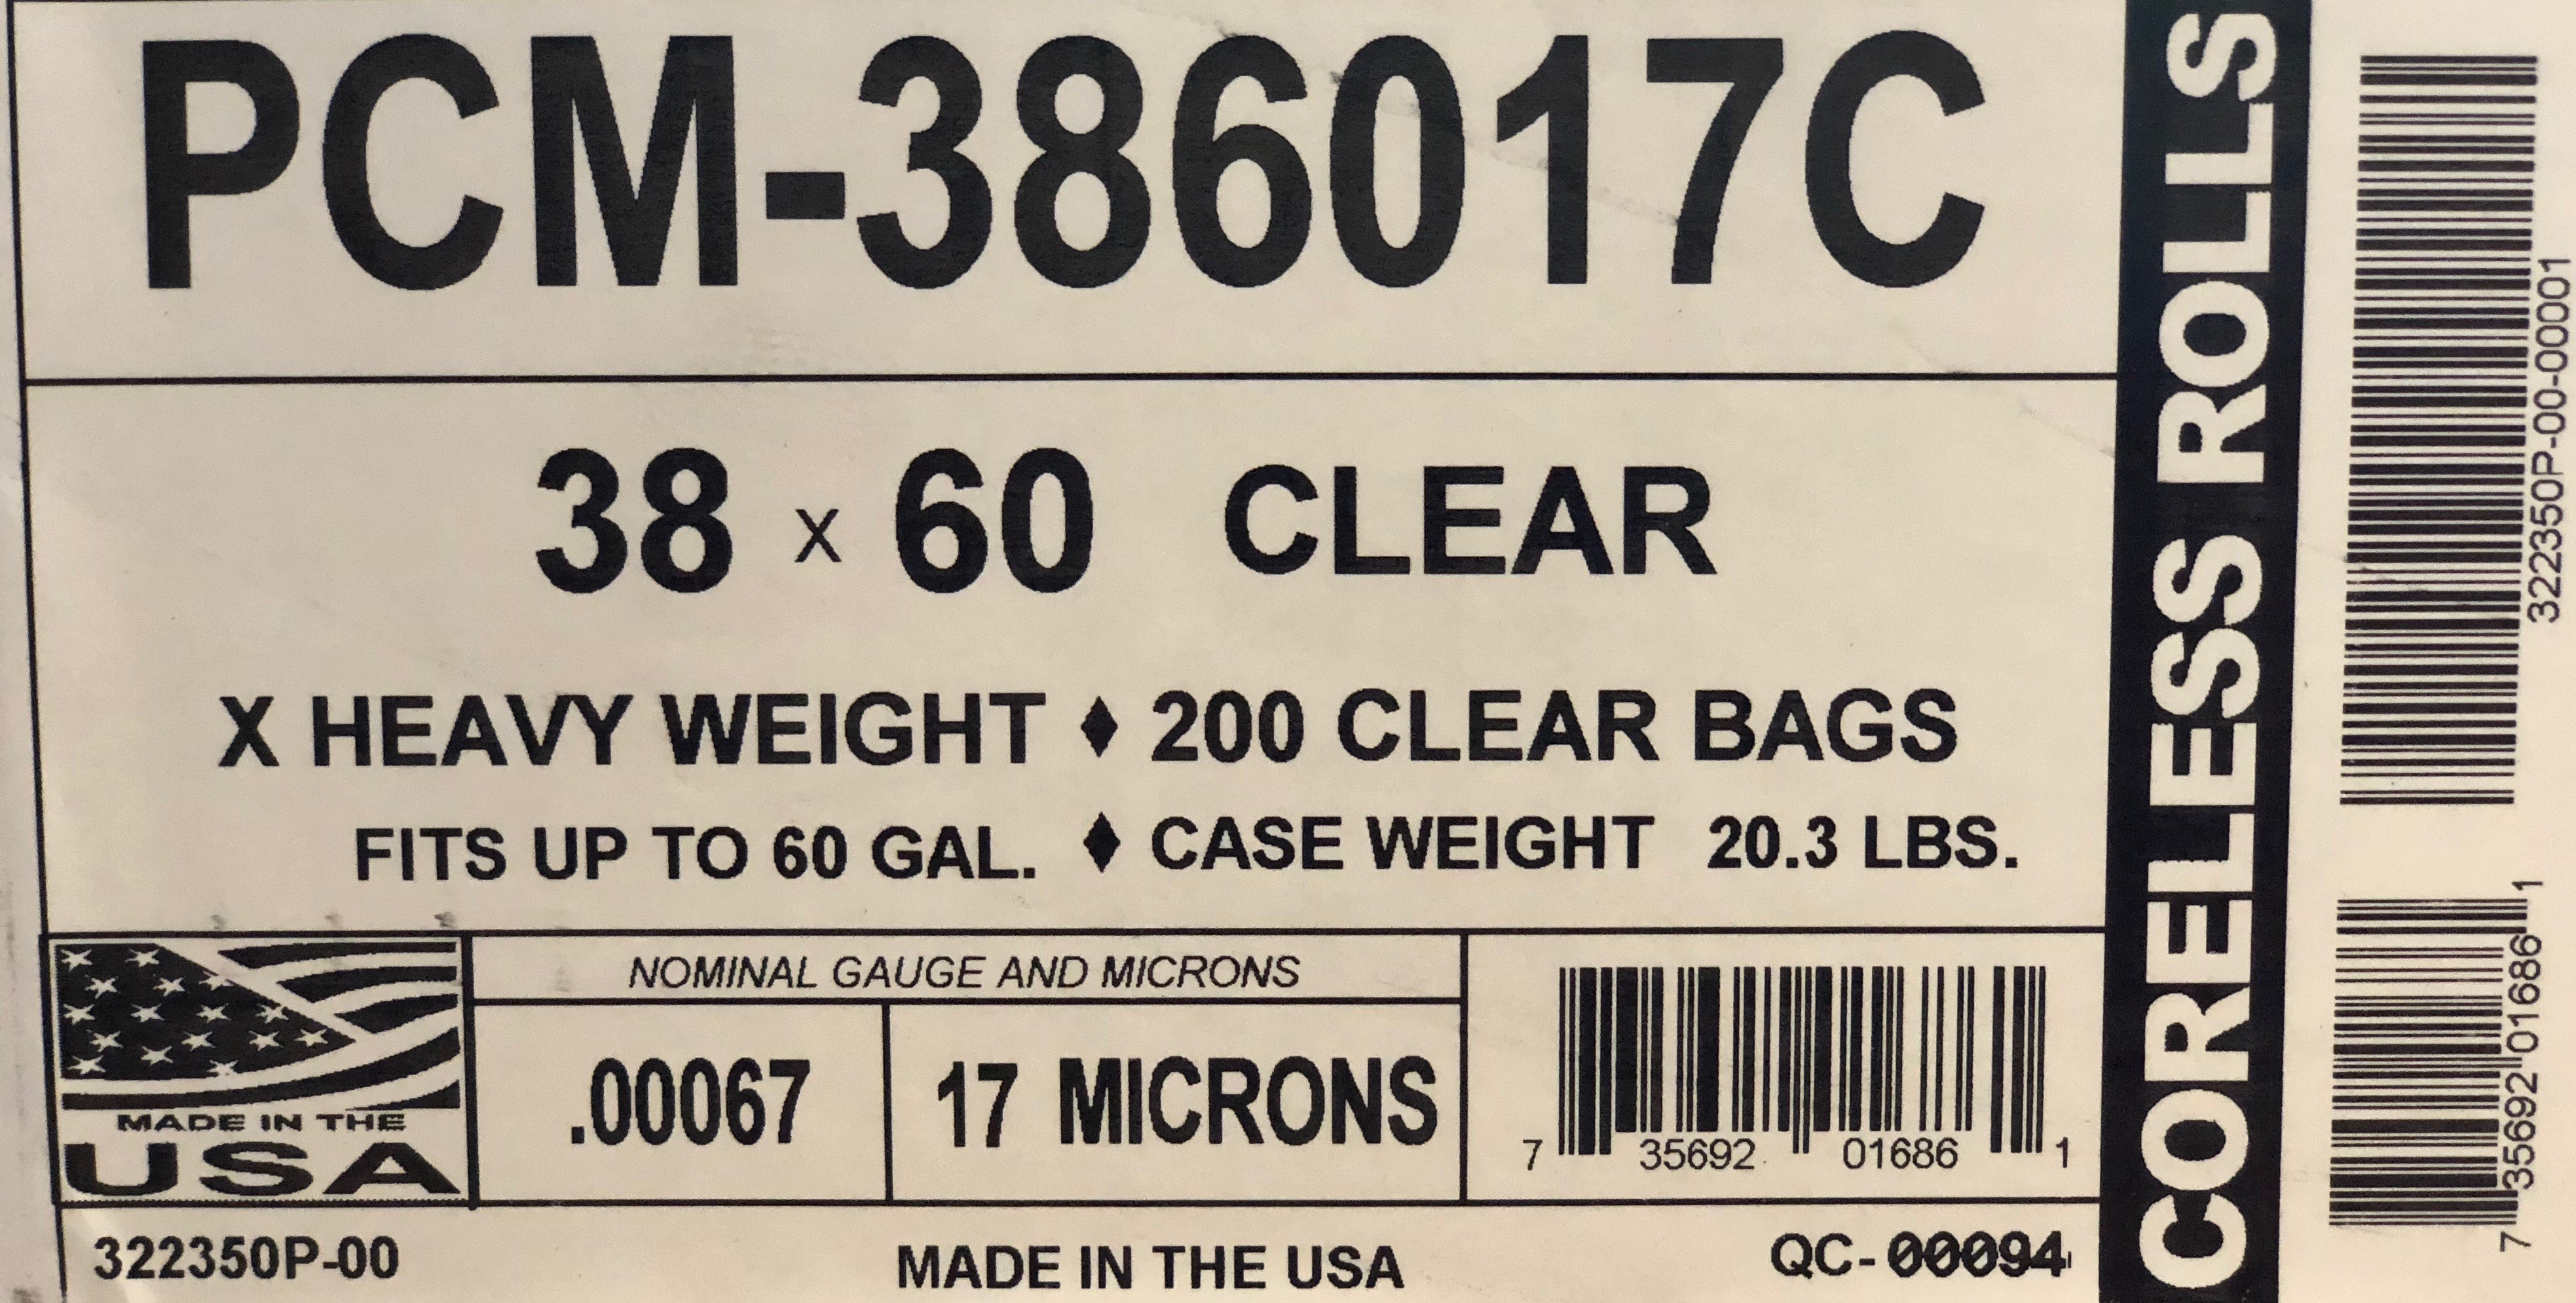 PCM-386017C
38 x 60 CLEAR
X HEAVY WEIGHT ♦ 200 CLEAR BAGS
FITS UP TO 60 GAL. ♦ CASE WEIGHT 20.3 LBS.
MADE IN THE
USA
NOMINAL GAUGE AND MICRONS
.00067
17 MICRONS
7 35692 01686 1
322350P-00
MADE IN THE USA
QC-00094
CORELESS ROLLS
322350P-00-00001
7 35692 01686 1